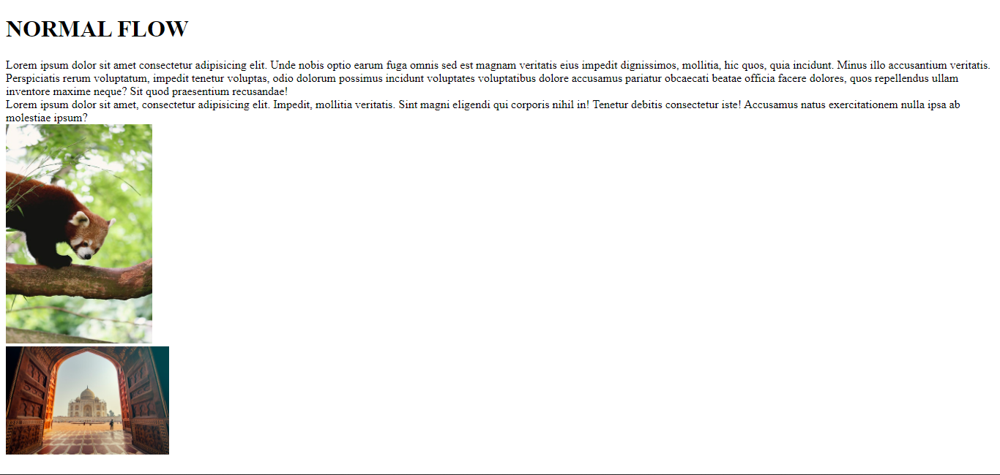 NORMAL FLOW
Lorem ipsum dolor sit amet consectetur adipisicing elit. Unde nobis optio earum fuga omnis sed est magnam veritatis eius impedit dignissimos, mollitia, hic quos, quia incidunt. Minus illo accusantium veritatis.
Perspiciatis rerum voluptatum, impedit tenetur voluptas, odio dolorum possimus incidunt voluptates voluptatibus dolore accusamus pariatur obcaecati beatae officia facere dolores, quos repellendus ullam
inventore maxime neque? Sit quod praesentium recusandae!
Lorem ipsum dolor sit amet, consectetur adipisicing elit. Impedit, mollitia veritatis. Sint magni eligendi qui corporis nihil in! Tenetur debitis consectetur iste! Accusamus natus exercitationem nulla ipsa ab
molestiae ipsum?